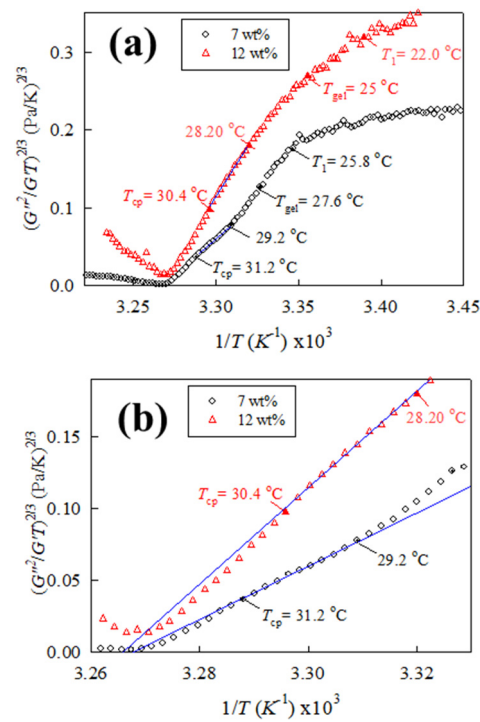 (a)
7 wt%
12 wt%
T1 = 22.0 °C
Tgel = 25 °C
28.20 °C
T1 = 25.8 °C
Tcp = 30.4 °C
Tgel = 27.6 °C
29.2 °C
Tcp = 31.2 °C
(G''²/G'T)²/³ (Pa/K)²/³
0.3
0.2
0.1
0.0
3.25 3.30 3.35 3.40 3.45
1/T (K⁻¹) x10³
(b)
7 wt%
12 wt%
28.20 °C
Tcp = 30.4 °C
29.2 °C
Tcp = 31.2 °C
(G''²/G'T)²/³ (Pa/K)²/³
0.15
0.10
0.05
0.00
3.26 3.28 3.30 3.32
1/T (K⁻¹) x10³